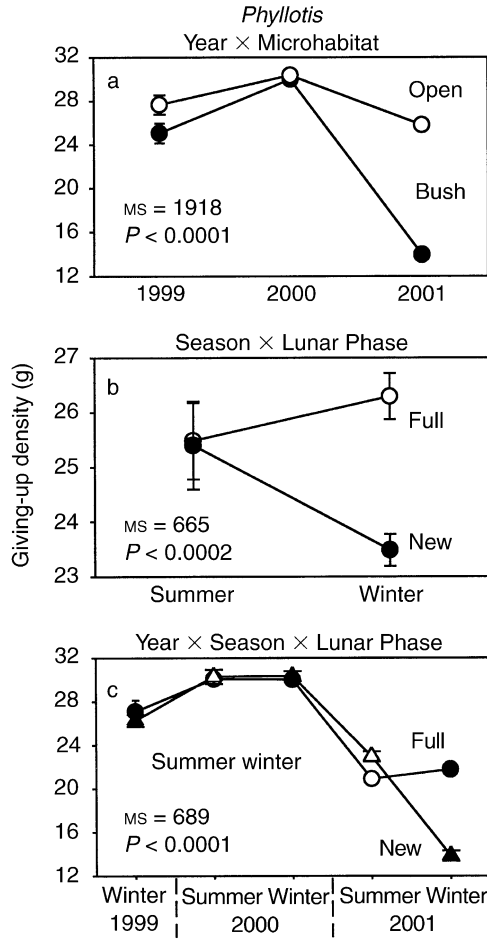 Phyllotis
Year × Microhabitat
32
28
24
20
16
12
a
Open
Bush
MS = 1918
P < 0.0001
1999
2000
2001
Season × Lunar Phase
27
26
25
24
23
b
Full
New
MS = 665
P < 0.0002
Summer
Winter
Giving-up density (g)
Year × Season × Lunar Phase
32
28
24
20
16
12
c
Summer winter
Full
New
MS = 689
P < 0.0001
Winter
Summer Winter
Summer Winter
1999
2000
2001